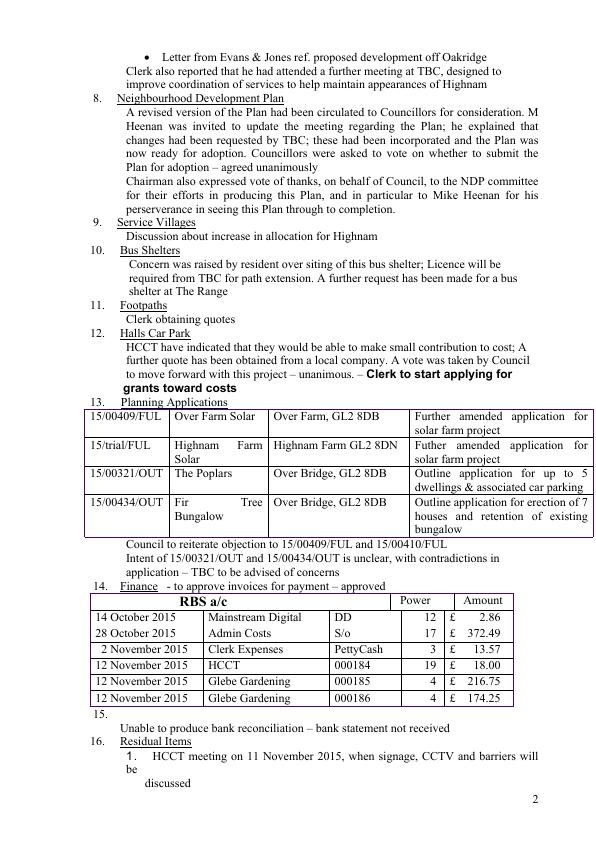 • Letter from Evans & Jones ref. proposed development off Oakridge
Clerk also reported that he had attended a further meeting at TBC, designed to
improve coordination of services to help maintain appearances of Highnam
8. Neighbourhood Development Plan
A revised version of the Plan had been circulated to Councillors for consideration. M
Heenan was invited to update the meeting regarding the Plan; he explained that
changes had been requested by TBC; these had been incorporated and the Plan was
now ready for adoption. Councillors were asked to vote on whether to submit the
Plan for adoption – agreed unanimously
Chairman also expressed vote of thanks, on behalf of Council, to the NDP committee
for their efforts in producing this Plan, and in particular to Mike Heenan for his
perserverance in seeing this Plan through to completion.
9. Service Villages
Discussion about increase in allocation for Highnam
10. Bus Shelters
Concern was raised by resident over siting of this bus shelter; Licence will be
required from TBC for path extension. A further request has been made for a bus
shelter at The Range
11. Footpaths
Clerk obtaining quotes
12. Halls Car Park
HCCT have indicated that they would be able to make small contribution to cost; A
further quote has been obtained from a local company. A vote was taken by Council
to move forward with this project – unanimous. – Clerk to start applying for
grants toward costs
13. Planning Applications
15/00409/FUL Over Farm Solar Over Farm, GL2 8DB Further amended application for
solar farm project
15/trial/FUL Highnam Farm Highnam Farm GL2 8DN Futher amended application for
Solar solar farm project
15/00321/OUT The Poplars Over Bridge, GL2 8DB Outline application for up to 5
dwellings & associated car parking
15/00434/OUT Fir Tree Over Bridge, GL2 8DB Outline application for erection of 7
Bungalow houses and retention of existing
bungalow
Council to reiterate objection to 15/00409/FUL and 15/00410/FUL
Intent of 15/00321/OUT and 15/00434/OUT is unclear, with contradictions in
application – TBC to be advised of concerns
14. Finance - to approve invoices for payment – approved
RBS a/c Power Amount
14 October 2015 Mainstream Digital DD 12 £ 2.86
28 October 2015 Admin Costs S/o 17 £ 372.49
2 November 2015 Clerk Expenses PettyCash 3 £ 13.57
12 November 2015 HCCT 000184 19 £ 18.00
12 November 2015 Glebe Gardening 000185 4 £ 216.75
12 November 2015 Glebe Gardening 000186 4 £ 174.25
15.
Unable to produce bank reconciliation – bank statement not received
16. Residual Items
1. HCCT meeting on 11 November 2015, when signage, CCTV and barriers will
be
discussed
2